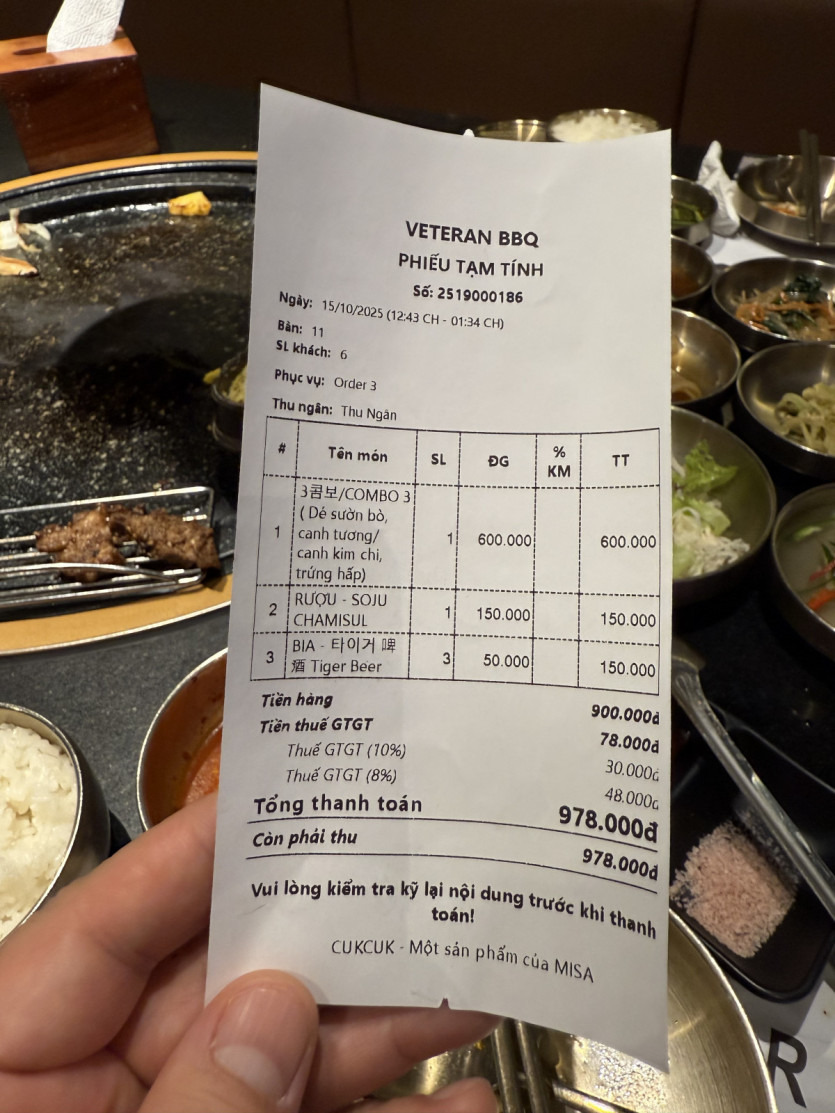 VETERAN BBQ
PHIẾU TẠM TÍNH
Số: 2519000186
Ngày: 15/10/2025 (12:43 CH - 01:34 CH)
Bàn: 11
SL khách: 6
Phục vụ: Order 3
Thu ngân: Thu Ngân
# Tên món SL ĐG % KM TT
1 3콤보/COMBO 3 ( Dẻ sườn bò, canh tương/ canh kim chi, trứng hấp) 1 600.000 600.000
2 RƯỢU - SOJU CHAMISUL 1 150.000 150.000
3 BIA - 타이거 啤酒 Tiger Beer 3 50.000 150.000
Tiền hàng 900.000đ
Tiền thuế GTGT 78.000đ
Thuế GTGT (10%) 30.000đ
Thuế GTGT (8%) 48.000đ
Tổng thanh toán 978.000đ
Còn phải thu 978.000đ
Vui lòng kiểm tra kỹ lại nội dung trước khi thanh
toán!
CUKCUK - Một sản phẩm của MISA
R